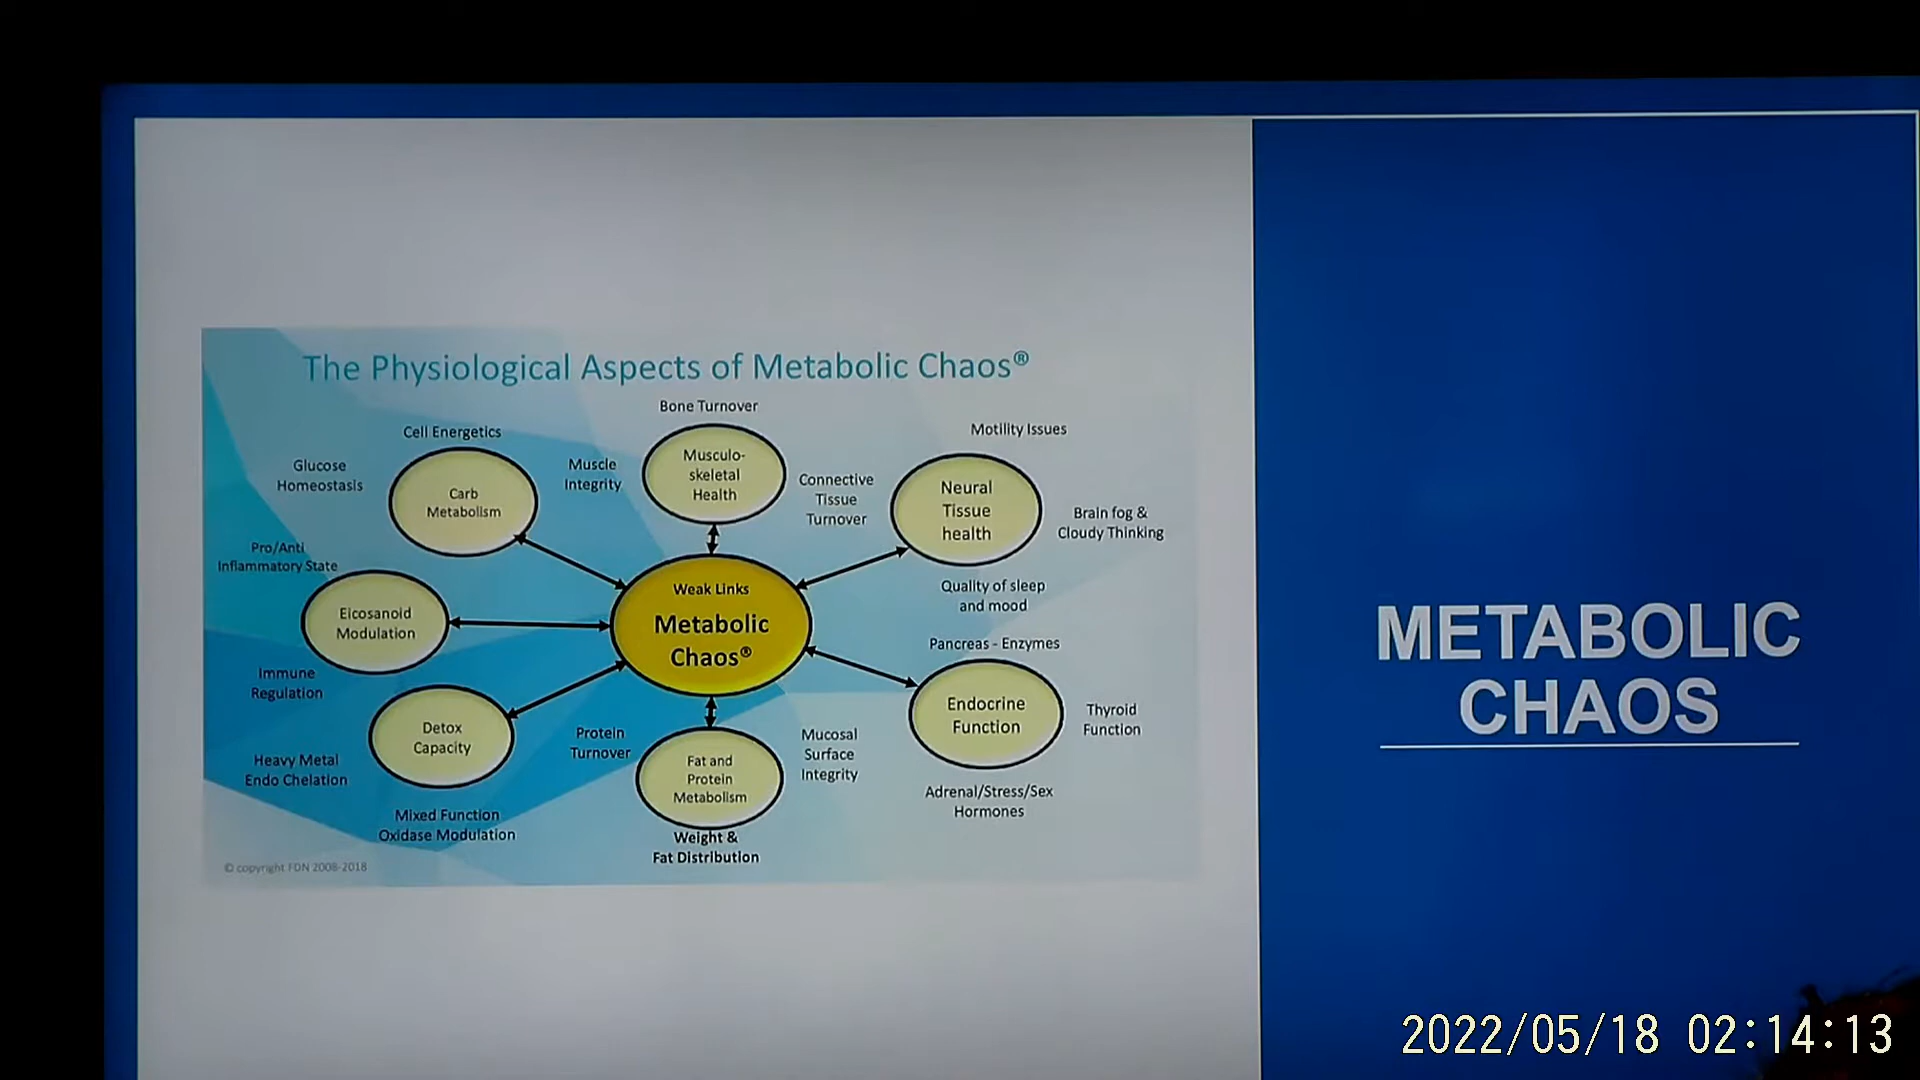 The Physiological Aspects of Metabolic Chaos®
Bone Turnover
Cell Energetics
Motility Issues
Glucose
Homeostasis
Carb
Metabolism
Muscle
Integrity
Musculo-
skeletal
Health
Connective
Tissue
Turnover
Neural
Tissue
health
Brain fog &
Cloudy Thinking
Pro/Anti
Inflammatory State
Quality of sleep
and mood
Eicosanoid
Modulation
Weak Links
Metabolic
Chaos®
Pancreas - Enzymes
Immune
Regulation
Endocrine
Function
Thyroid
Function
Detox
Capacity
Protein
Turnover
Fat and
Protein
Metabolism
Mucosal
Surface
Integrity
Heavy Metal
Endo Chelation
Adrenal/Stress/Sex
Hormones
Mixed Function
Oxidase Modulation
Weight &
Fat Distribution
© copyright FDN 2008-2018
METABOLIC
CHAOS
2022/05/18 02:14:13